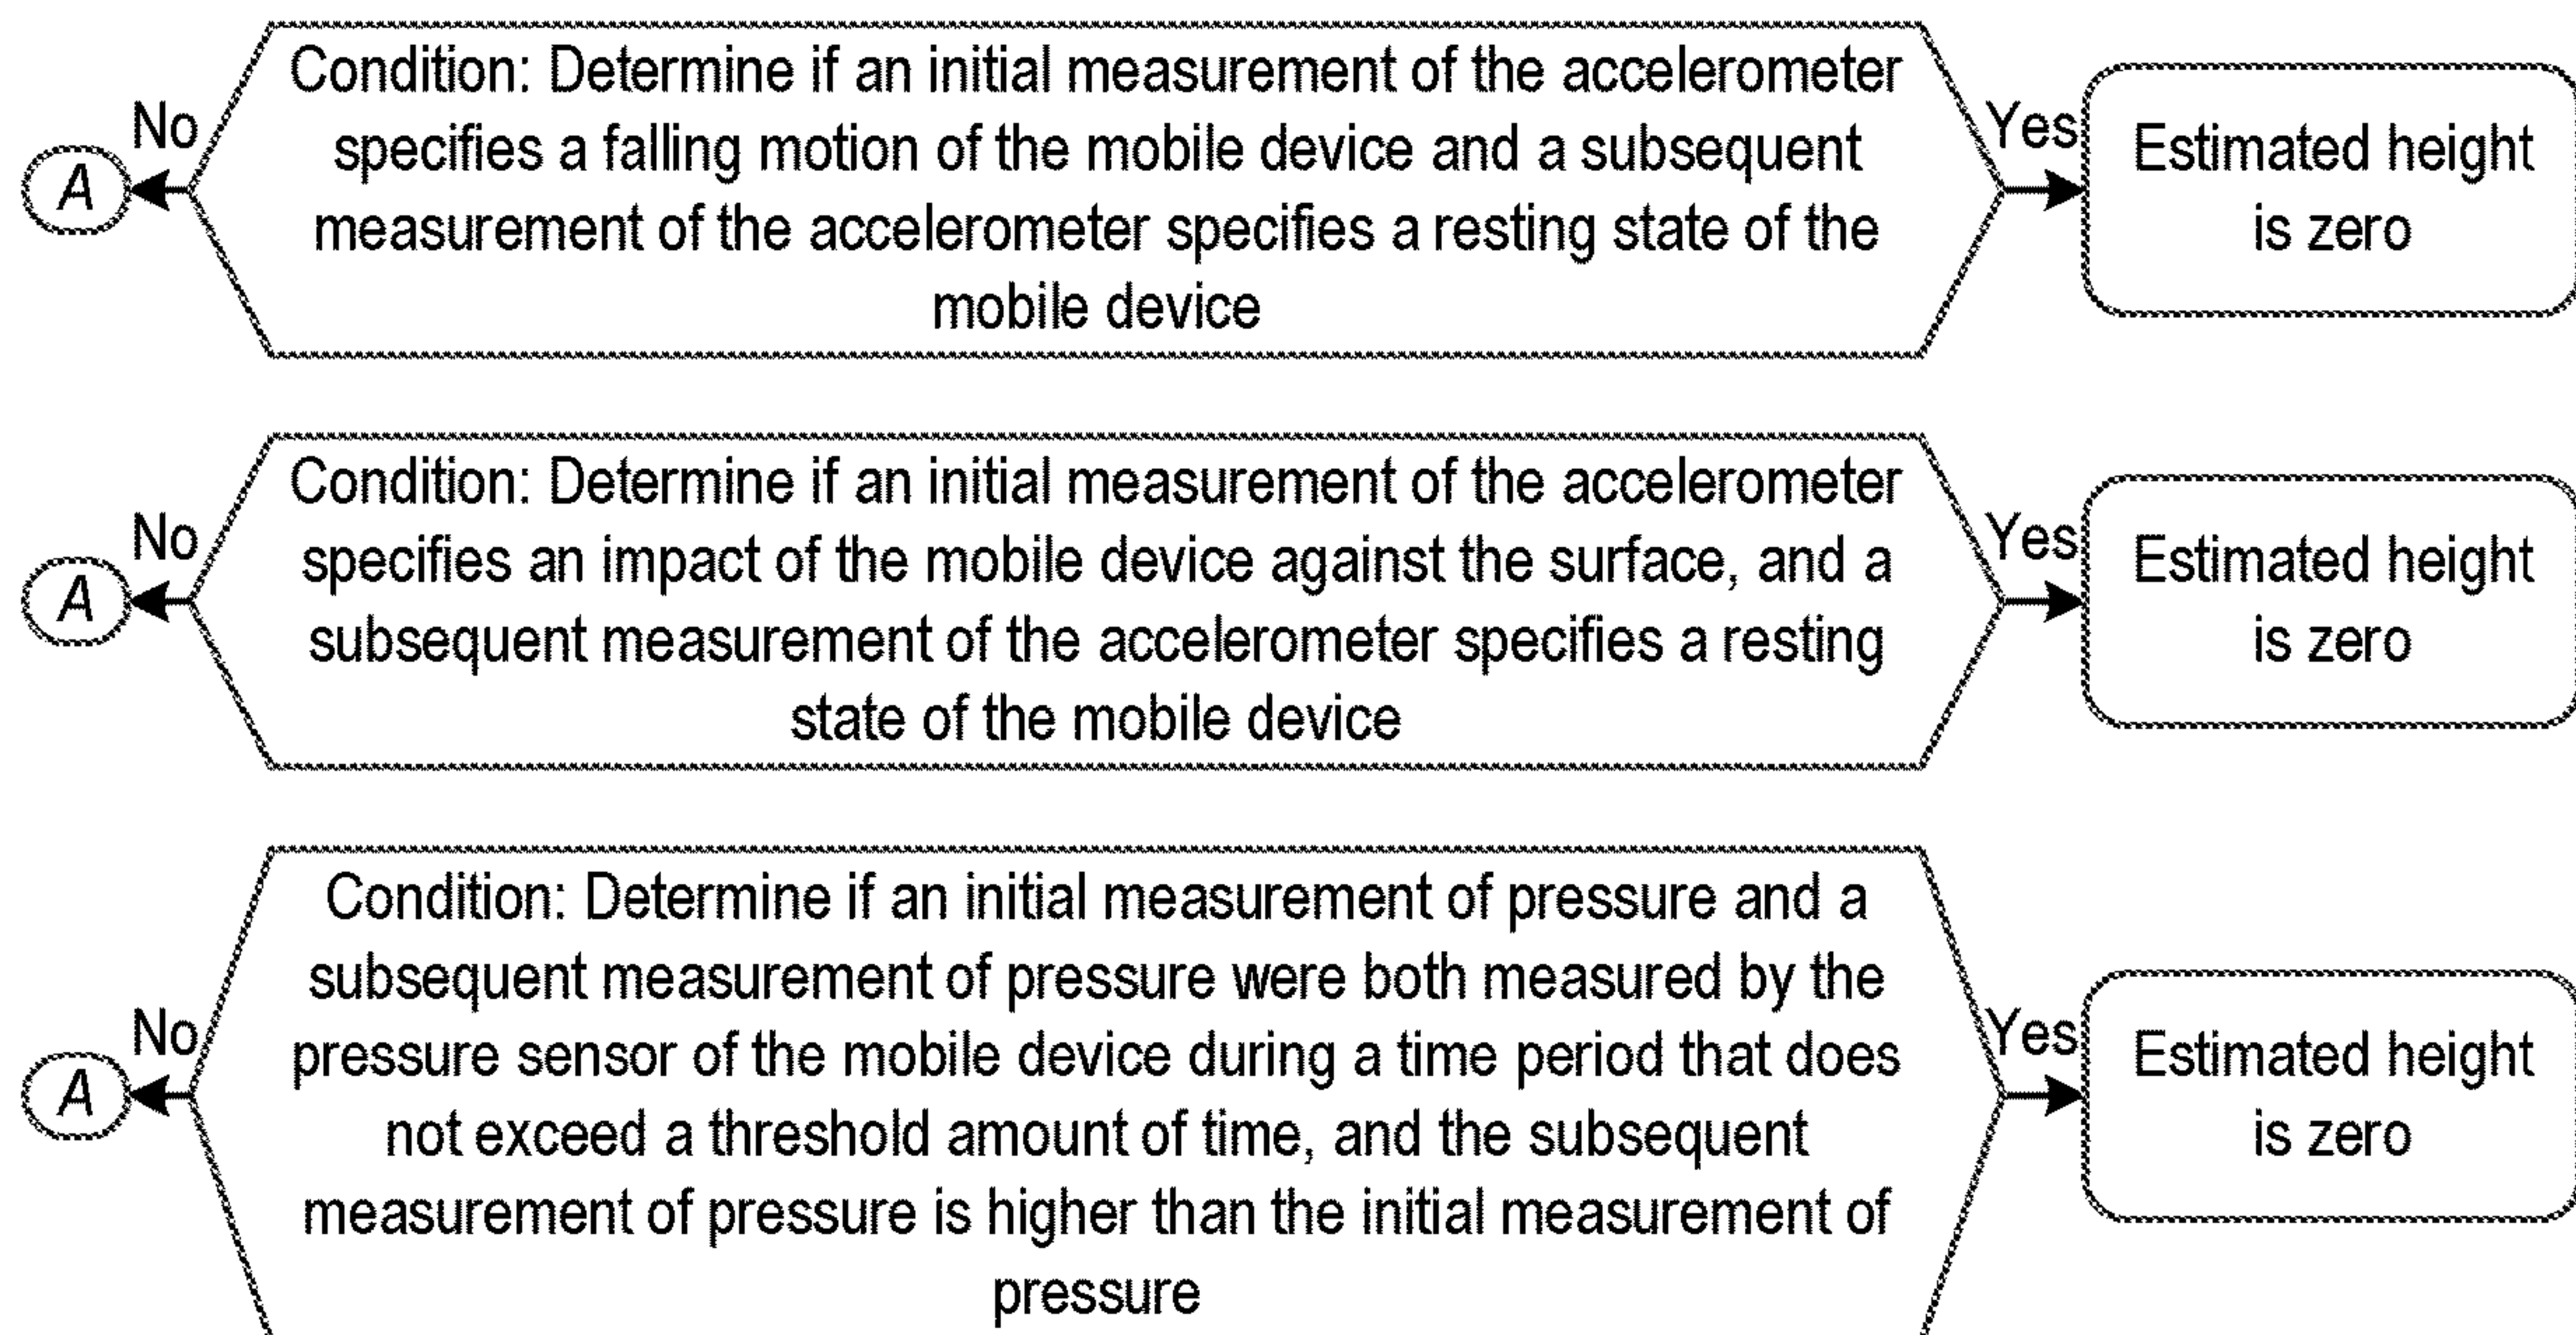 Condition: Determine if an initial measurement of the accelerometer
specifies a falling motion of the mobile device and a subsequent
measurement of the accelerometer specifies a resting state of the
mobile device
No
A
Yes
Estimated height
is zero
Condition: Determine if an initial measurement of the accelerometer
specifies an impact of the mobile device against the surface, and a
subsequent measurement of the accelerometer specifies a resting
state of the mobile device
No
A
Yes
Estimated height
is zero
Condition: Determine if an initial measurement of pressure and a
subsequent measurement of pressure were both measured by the
pressure sensor of the mobile device during a time period that does
not exceed a threshold amount of time, and the subsequent
measurement of pressure is higher than the initial measurement of
pressure
No
A
Yes
Estimated height
is zero